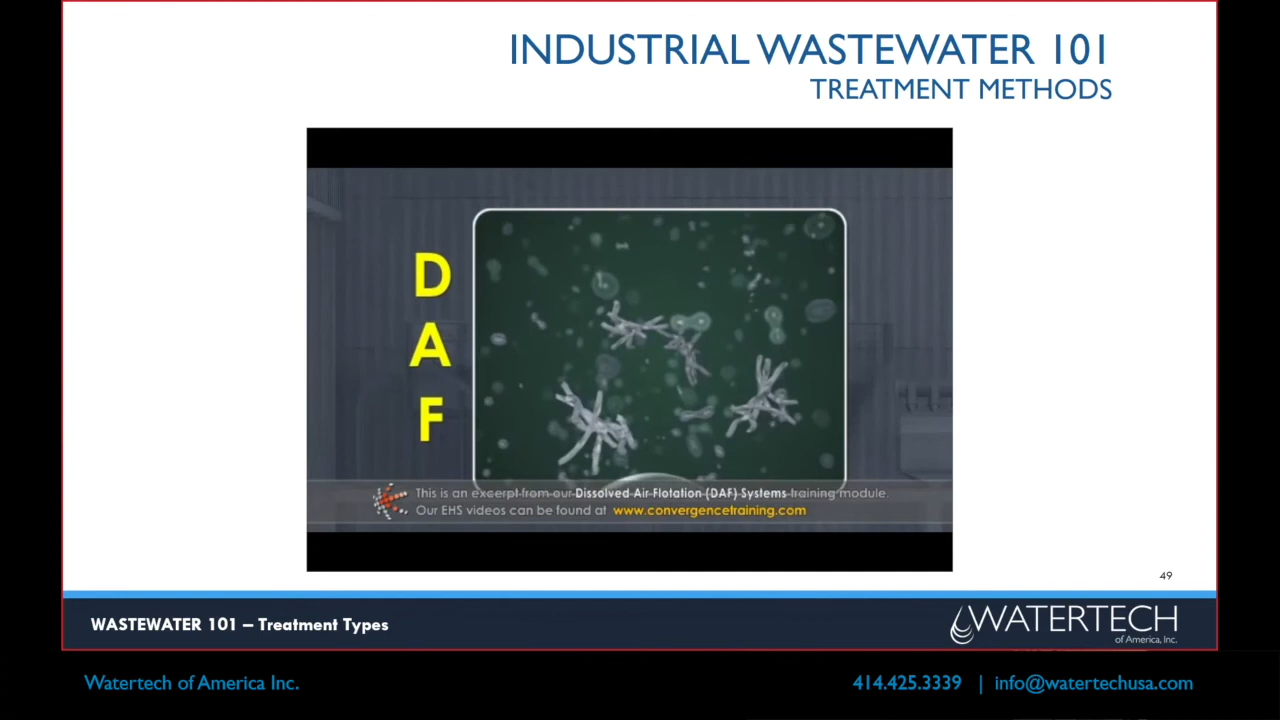 INDUSTRIAL WASTEWATER 101
TREATMENT METHODS
D
A
F
This is an excerpt from our Dissolved Air Flotation (DAF) Systems training module.
Our EHS videos can be found at www.convergencetraining.com
49
WASTEWATER 101 – Treatment Types
WATERTECH
of America, Inc.
Watertech of America Inc.
414.425.3339 | info@watertechusa.com